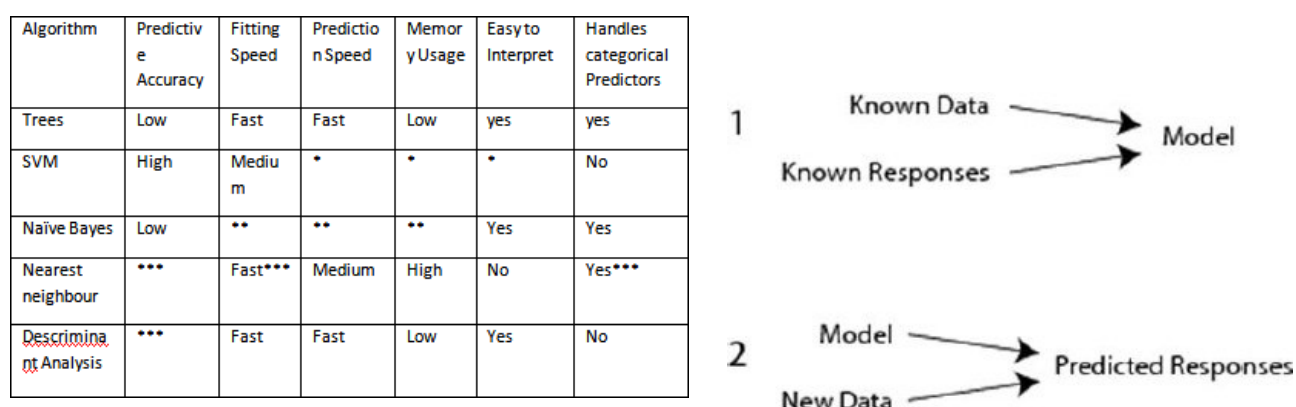 Algorithm Predictiv Fitting Predictio Memor Easy to Handles
e Speed n Speed y Usage Interpret categorical
Accuracy Predictors
Trees Low Fast Fast Low yes yes
SVM High Mediu * * * No
m
Naïve Bayes Low ** ** ** Yes Yes
Nearest *** Fast*** Medium High No Yes***
neighbour
Descrimina *** Fast Fast Low Yes No
nt Analysis
1
Known Data
Model
Known Responses
2
Model
Predicted Responses
New Data